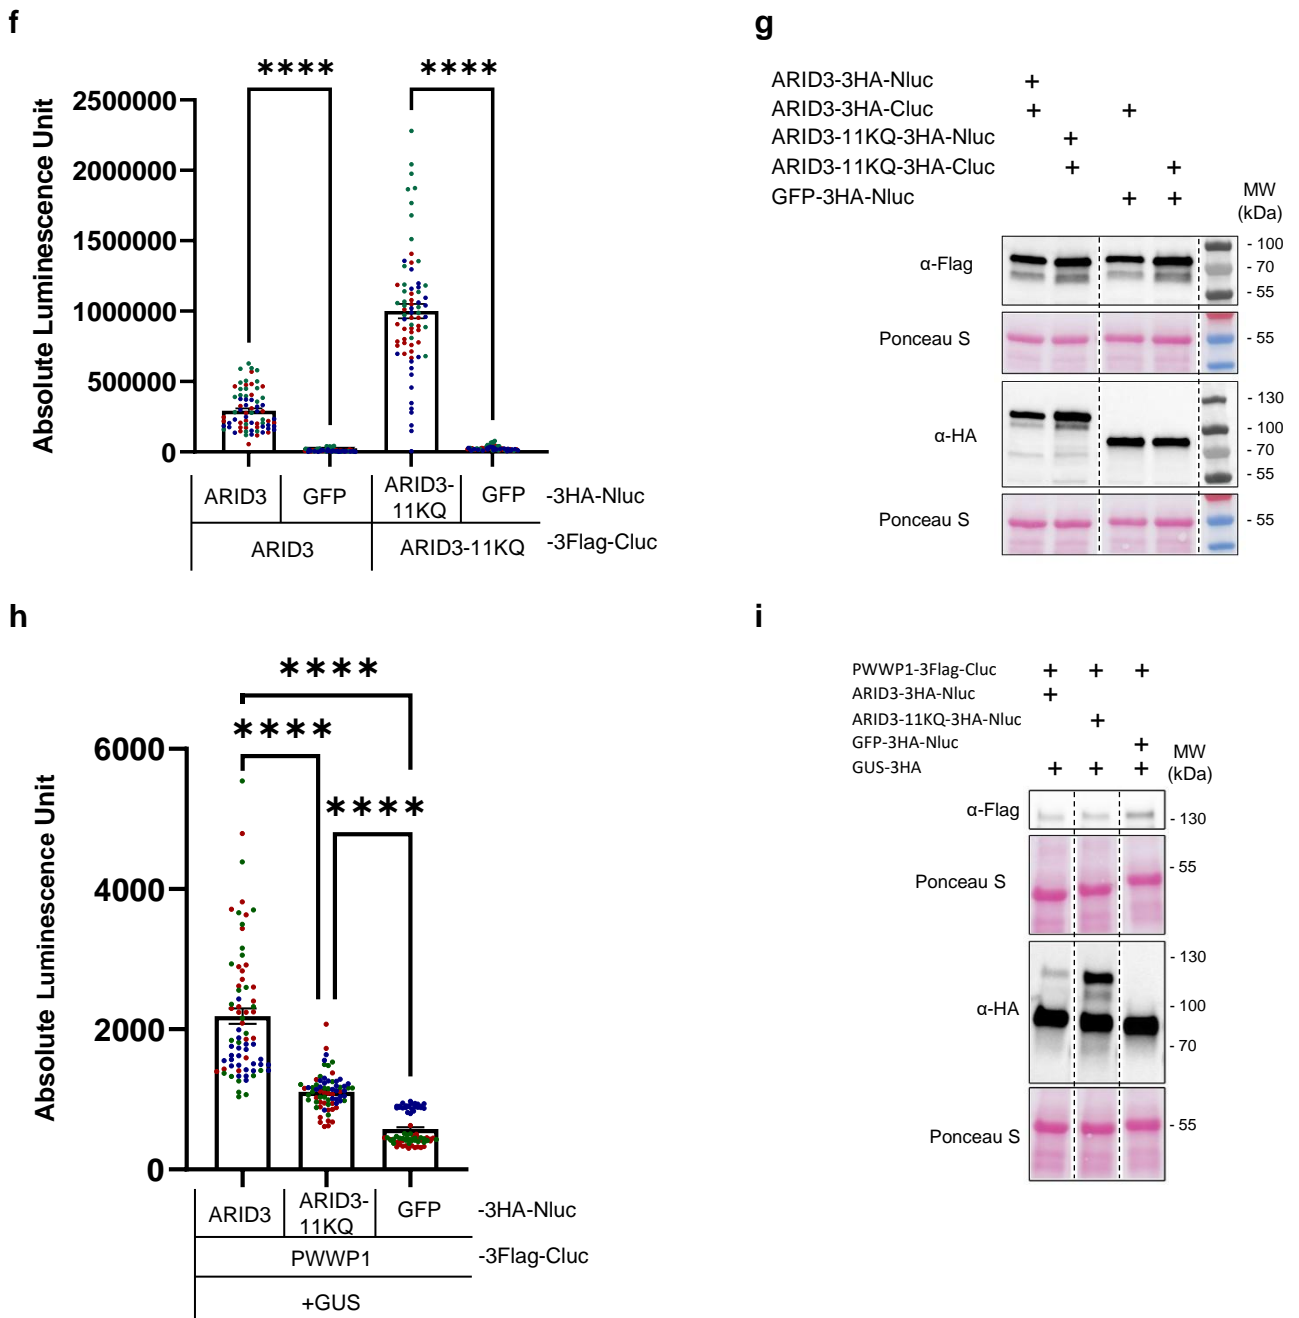 f
****
****
Absolute Luminescence Unit
2500000
2000000
1500000
1000000
500000
0
ARID3
GFP
ARID3-
11KQ
GFP
-3HA-Nluc
ARID3
ARID3-11KQ
-3Flag-Cluc
g
ARID3-3HA-Nluc +
ARID3-3HA-Cluc + +
ARID3-11KQ-3HA-Nluc +
ARID3-11KQ-3HA-Cluc + +
GFP-3HA-Nluc + +
MW
(kDa)
α-Flag
- 100
- 70
- 55
Ponceau S
- 55
α-HA
- 130
- 100
- 70
- 55
Ponceau S
- 55
h
****
****
****
Absolute Luminescence Unit
6000
4000
2000
0
ARID3
ARID3-
11KQ
GFP
-3HA-Nluc
PWWP1
-3Flag-Cluc
+GUS
i
PWWP1-3Flag-Cluc + + +
ARID3-3HA-Nluc +
ARID3-11KQ-3HA-Nluc +
GFP-3HA-Nluc +
GUS-3HA + + +
MW
(kDa)
α-Flag
- 130
Ponceau S
- 55
α-HA
- 130
- 100
- 70
Ponceau S
- 55